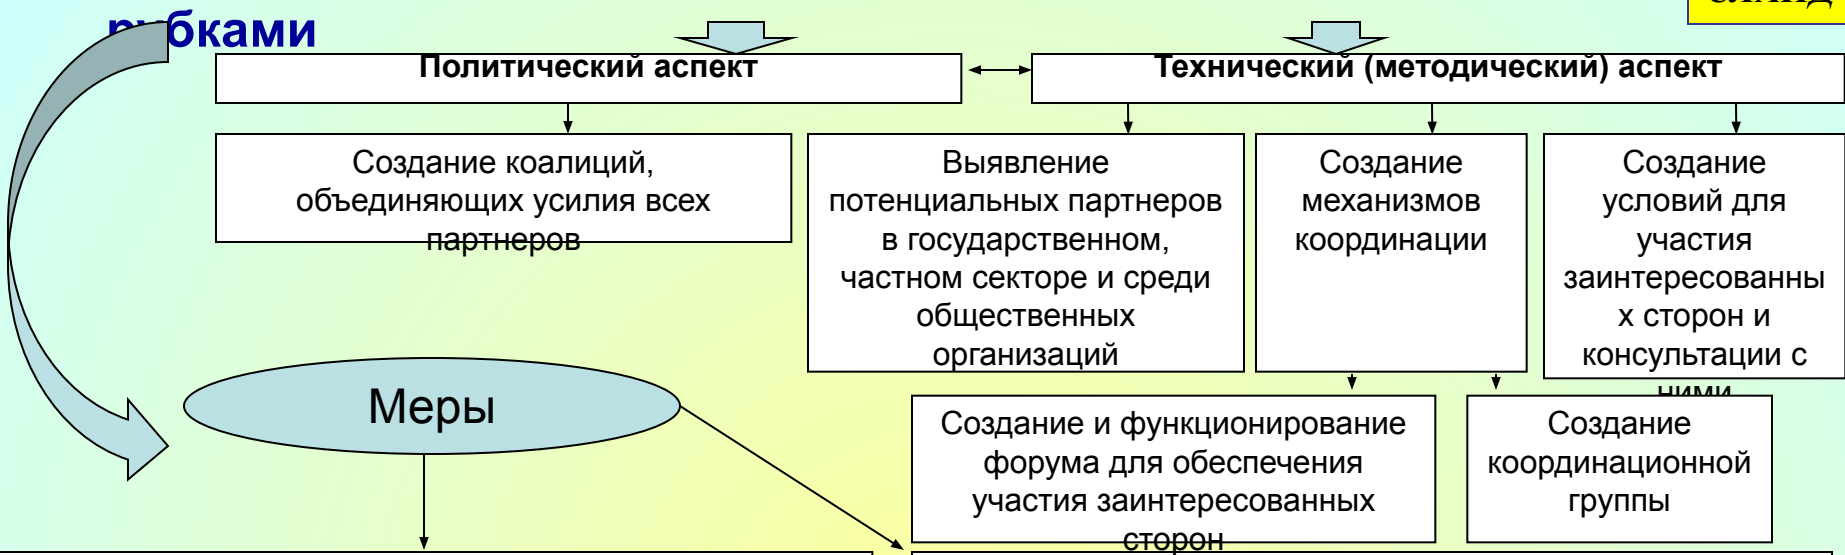 рубками
Политический аспект
Технический (методический) аспект
Создание коалиций,
объединяющих усилия всех
партнеров
Выявление
потенциальных партнеров
в государственном,
частном секторе и среди
общественных
организаций
Создание
механизмов
координации
Создание
условий для
участия
заинтересованны
х сторон и
консультации с
ними
Меры
Создание и функционирование
форума для обеспечения
участия заинтересованных
сторон
Создание
координационной
группы